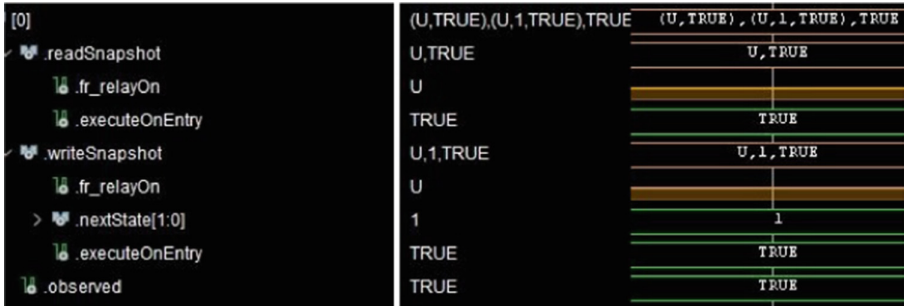 [0] (U,TRUE),(U,1,TRUE),TRUE (U,TRUE),(U,1,TRUE),TRUE
.readSnapshot U,TRUE U,TRUE
.fr_relayOn U
.executeOnEntry TRUE TRUE
.writeSnapshot U,1,TRUE U,1,TRUE
.fr_relayOn U
.nextState[1:0] 1 1
.executeOnEntry TRUE TRUE
.observed TRUE TRUE